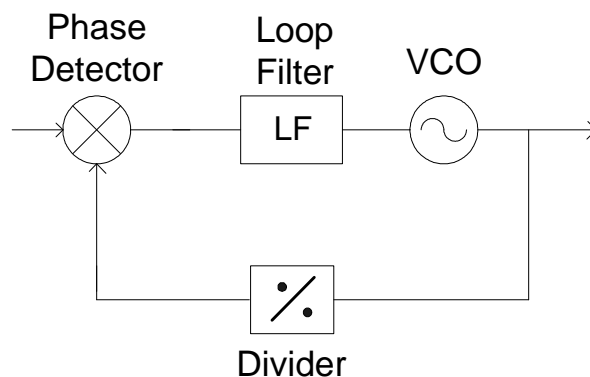 Phase
Detector
Loop
Filter
VCO
LF
Divider